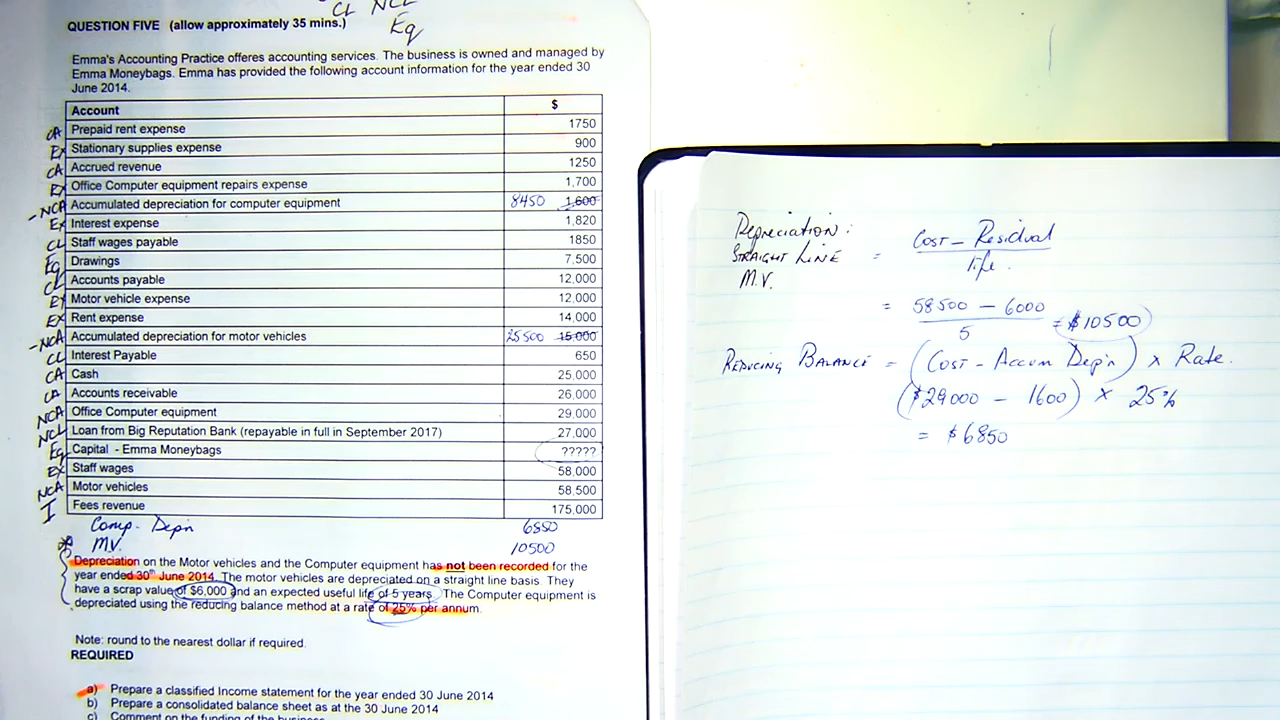 CL NCL
Eq
QUESTION FIVE (allow approximately 35 mins.)
Emma's Accounting Practice offeres accounting services. The business is owned and managed by
Emma Moneybags. Emma has provided the following account information for the year ended 30
June 2014.
Account $
CA Prepaid rent expense 1750
Ex Stationary supplies expense 900
CA Accrued revenue 1250
Ex Office Computer equipment repairs expense 1,700
-NCA Accumulated depreciation for computer equipment 8450 1,600
Ex Interest expense 1,820
CL Staff wages payable 1850
Eq Drawings 7,500
CL Accounts payable 12,000
Ex Motor vehicle expense 12,000
Ex Rent expense 14,000
-NCA Accumulated depreciation for motor vehicles 25500 15,000
CL Interest Payable 650
CA Cash 25,000
CA Accounts receivable 26,000
NCA Office Computer equipment 29,000
NCL Loan from Big Reputation Bank (repayable in full in September 2017) 27,000
Eq Capital - Emma Moneybags ?????
Ex Staff wages 58,000
NCA Motor vehicles 58,500
I Fees revenue 175,000
Comp. Dep'n 6850
M.V. 10500
Depreciation on the Motor vehicles and the Computer equipment has not been recorded for the
year ended 30th June 2014. The motor vehicles are depreciated on a straight line basis. They
have a scrap value of $6,000 and an expected useful life of 5 years. The Computer equipment is
depreciated using the reducing balance method at a rate of 25% per annum.
Note: round to the nearest dollar if required.
REQUIRED
a) Prepare a classified Income statement for the year ended 30 June 2014
b) Prepare a consolidated balance sheet as at the 30 June 2014
c) Comment on the funding of the business
Depreciation:
STRAIGHT LINE = Cost - Residual
M.V. life.
= 58500 - 6000
5 = $10500
REDUCING BALANCE = (Cost - Accum Dep'n) x Rate.
($29000 - 1600) x 25%
= $6850